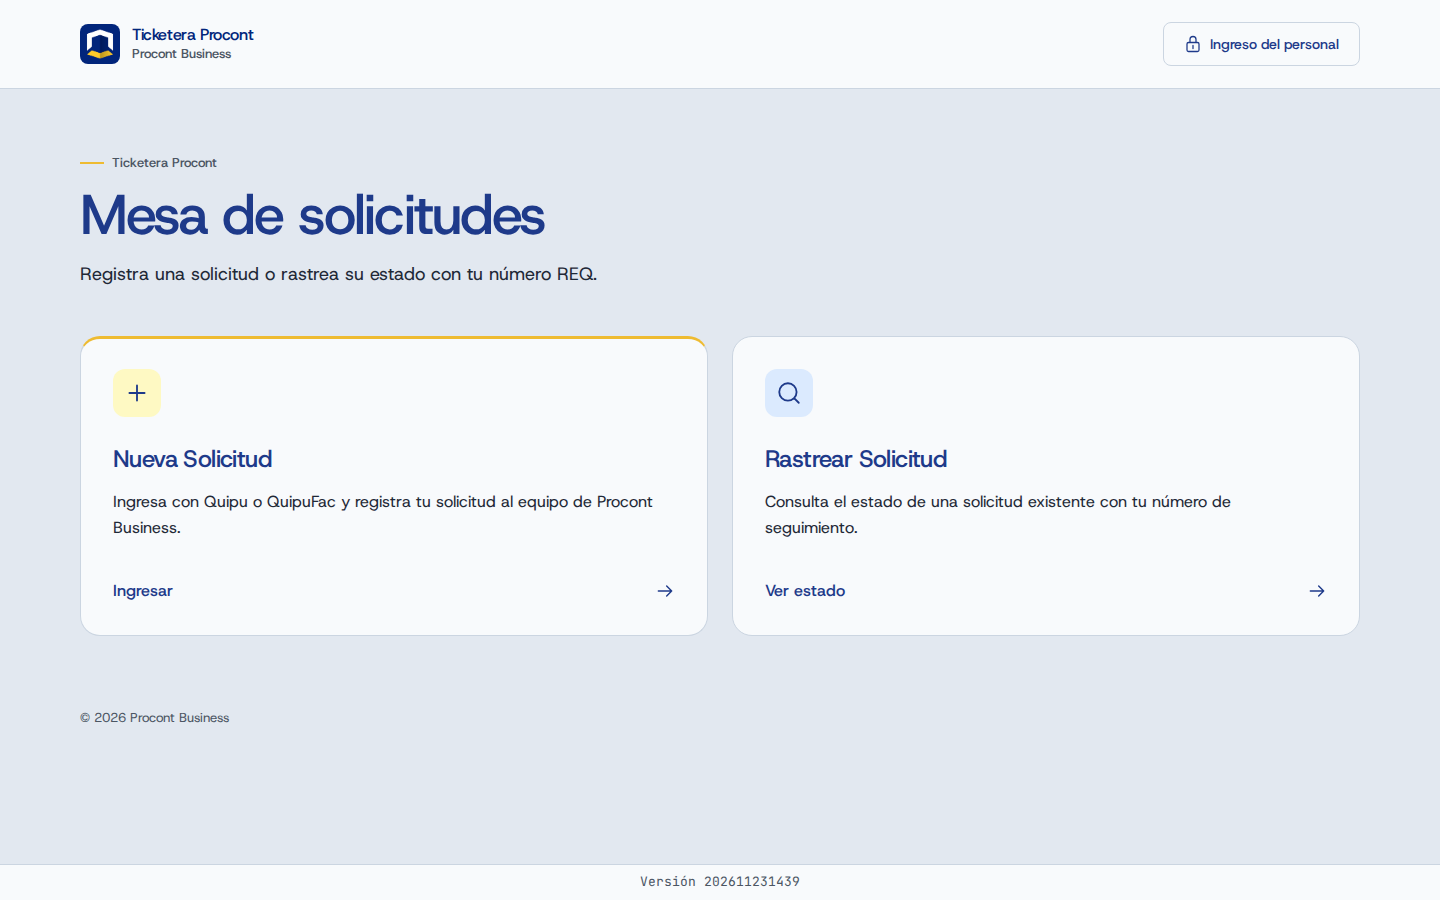 Ticketera Procont
Procont Business
Ingreso del personal
Ticketera Procont
Mesa de solicitudes
Registra una solicitud o rastrea su estado con tu número REQ.
Nueva Solicitud
Ingresa con Quipu o QuipuFac y registra tu solicitud al equipo de Procont
Business.
Ingresar
Rastrear Solicitud
Consulta el estado de una solicitud existente con tu número de
seguimiento.
Ver estado
© 2026 Procont Business
Versión 202611231439